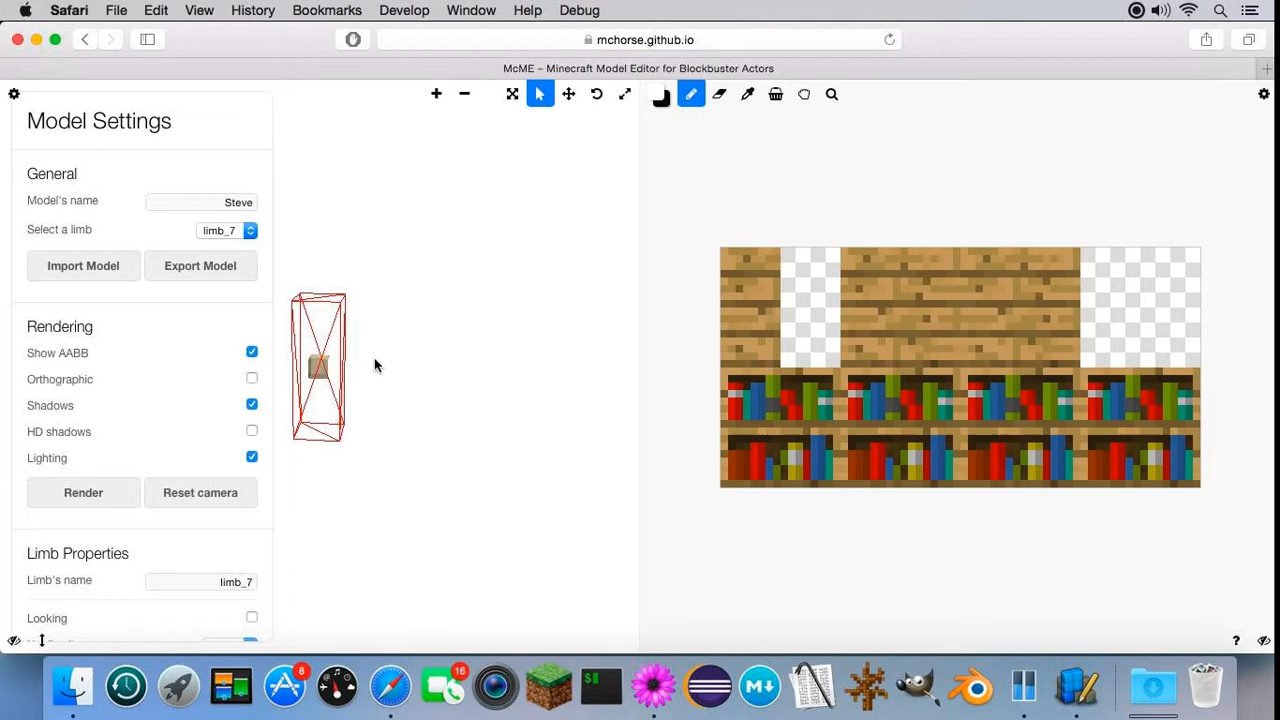 Safari File Edit View History Bookmarks Develop Window Help Debug
mchorse.github.io
McME – Minecraft Model Editor for Blockbuster Actors
Model Settings
General
Model's name Steve
Select a limb limb_7
Import Model Export Model
Rendering
Show AABB
Orthographic
Shadows
HD shadows
Lighting
Render Reset camera
Limb Properties
Limb's name limb_7
Looking
?
8
16
$
M